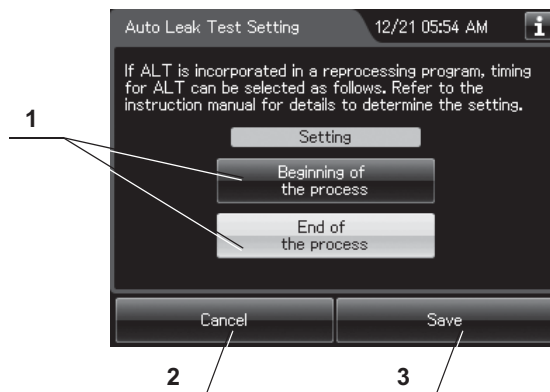 Auto Leak Test Setting
12/21 05:54 AM
i
If ALT is incorporated in a reprocessing program, timing
for ALT can be selected as
follows. Refer to the
instruction manual for details to determine the setting.
1
Setting
Beginning of
the process
End of
the process
Cancel
Save
2
3